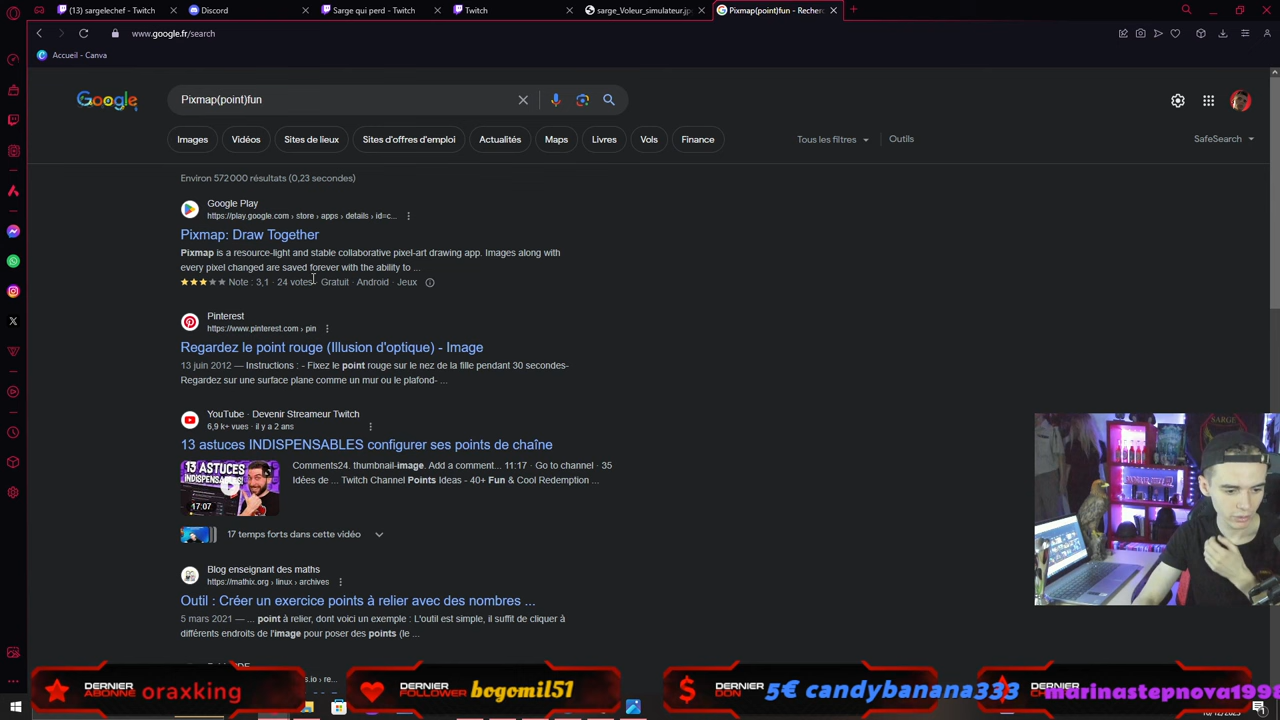 (13) sargelechef - Twitch
Discord
Sarge qui perd - Twitch
Twitch
sarge_Voleur_simulateur.jp
Pixmap(point)fun - Recher
www.google.fr/search
Accueil - Canva
Google
Pixmap(point)fun
Images
Vidéos
Sites de lieux
Sites d'offres d'emploi
Actualités
Maps
Livres
Vols
Finance
Tous les filtres
Outils
SafeSearch
Environ 572 000 résultats (0,23 secondes)
Google Play
https://play.google.com › store › apps › details › id=c...
Pixmap: Draw Together
Pixmap is a resource-light and stable collaborative pixel-art drawing app. Images along with
every pixel changed are saved forever with the ability to ...
Note : 3,1 · 24 votes · Gratuit · Android · Jeux
Pinterest
https://www.pinterest.com › pin
Regardez le point rouge (Illusion d'optique) - Image
13 juin 2012 — Instructions : - Fixez le point rouge sur le nez de la fille pendant 30 secondes-
Regardez sur une surface plane comme un mur ou le plafond- ...
YouTube · Devenir Streameur Twitch
6,9 k+ vues · il y a 2 ans
13 astuces INDISPENSABLES configurer ses points de chaîne
13 ASTUCES
INDISPENSABLES
17:07
Comments24. thumbnail-image. Add a comment... 11:17 · Go to channel · 35
Idées de ... Twitch Channel Points Ideas - 40+ Fun & Cool Redemption ...
17 temps forts dans cette vidéo
Blog enseignant des maths
https://mathix.org › linux › archives
Outil : Créer un exercice points à relier avec des nombres ...
5 mars 2021 — ... point à relier, dont voici un exemple : L'outil est simple, il suffit de cliquer à
différents endroits de l'image pour poser des points (le ...
SARGE
DERNIER
ABONNÉ
oraxking
DERNIER
FOLLOWER
bogomil51
DERNIER
DON
5€ candybanana333
DERNIER
marinastepnova199